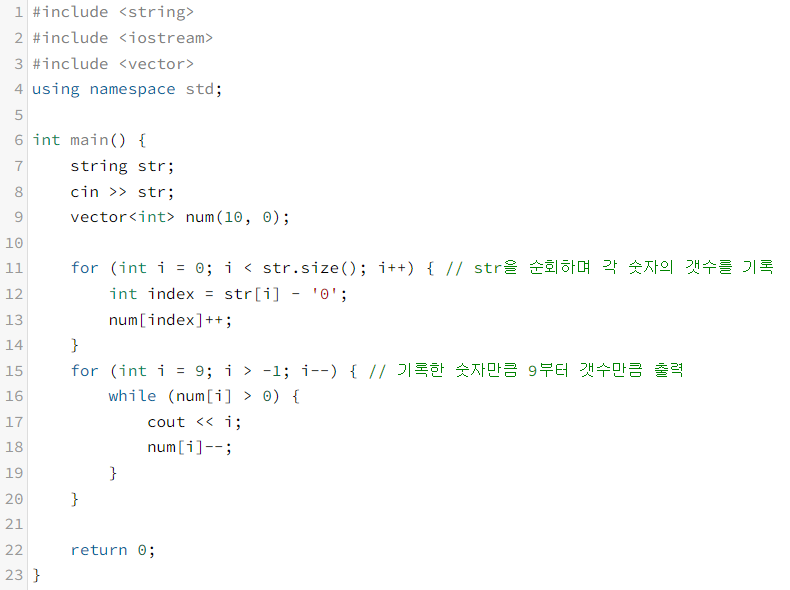 1 #include <string>
2 #include <iostream>
3 #include <vector>
4 using namespace std;
5
6 int main() {
7     string str;
8     cin >> str;
9     vector<int> num(10, 0);
10
11     for (int i = 0; i < str.size(); i++) { // str을 순회하며 각 숫자의 갯수를 기록
12         int index = str[i] - '0';
13         num[index]++;
14     }
15     for (int i = 9; i > -1; i--) { // 기록한 숫자만큼 9부터 갯수만큼 출력
16         while (num[i] > 0) {
17             cout << i;
18             num[i]--;
19         }
20     }
21
22     return 0;
23 }